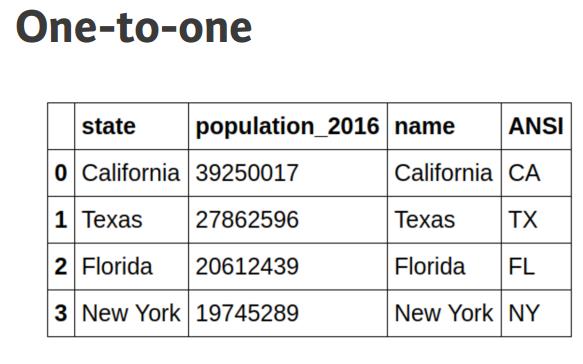 One-to-one
state population_2016 name ANSI
0 California 39250017 California CA
1 Texas 27862596 Texas TX
2 Florida 20612439 Florida FL
3 New York 19745289 New York NY